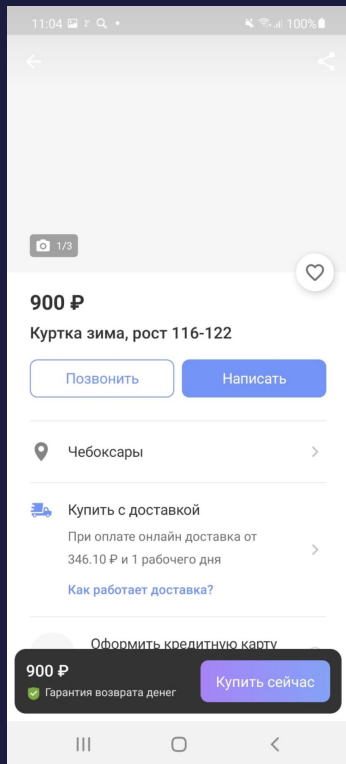 11:04
100%
1/3
900 ₽
Куртка зима, рост 116-122
Позвонить
Написать
Чебоксары
Купить с доставкой
При оплате онлайн доставка от
346.10 ₽ и 1 рабочего дня
Как работает доставка?
Оформить кредитную карту
900 ₽
Гарантия возврата денег
Купить сейчас